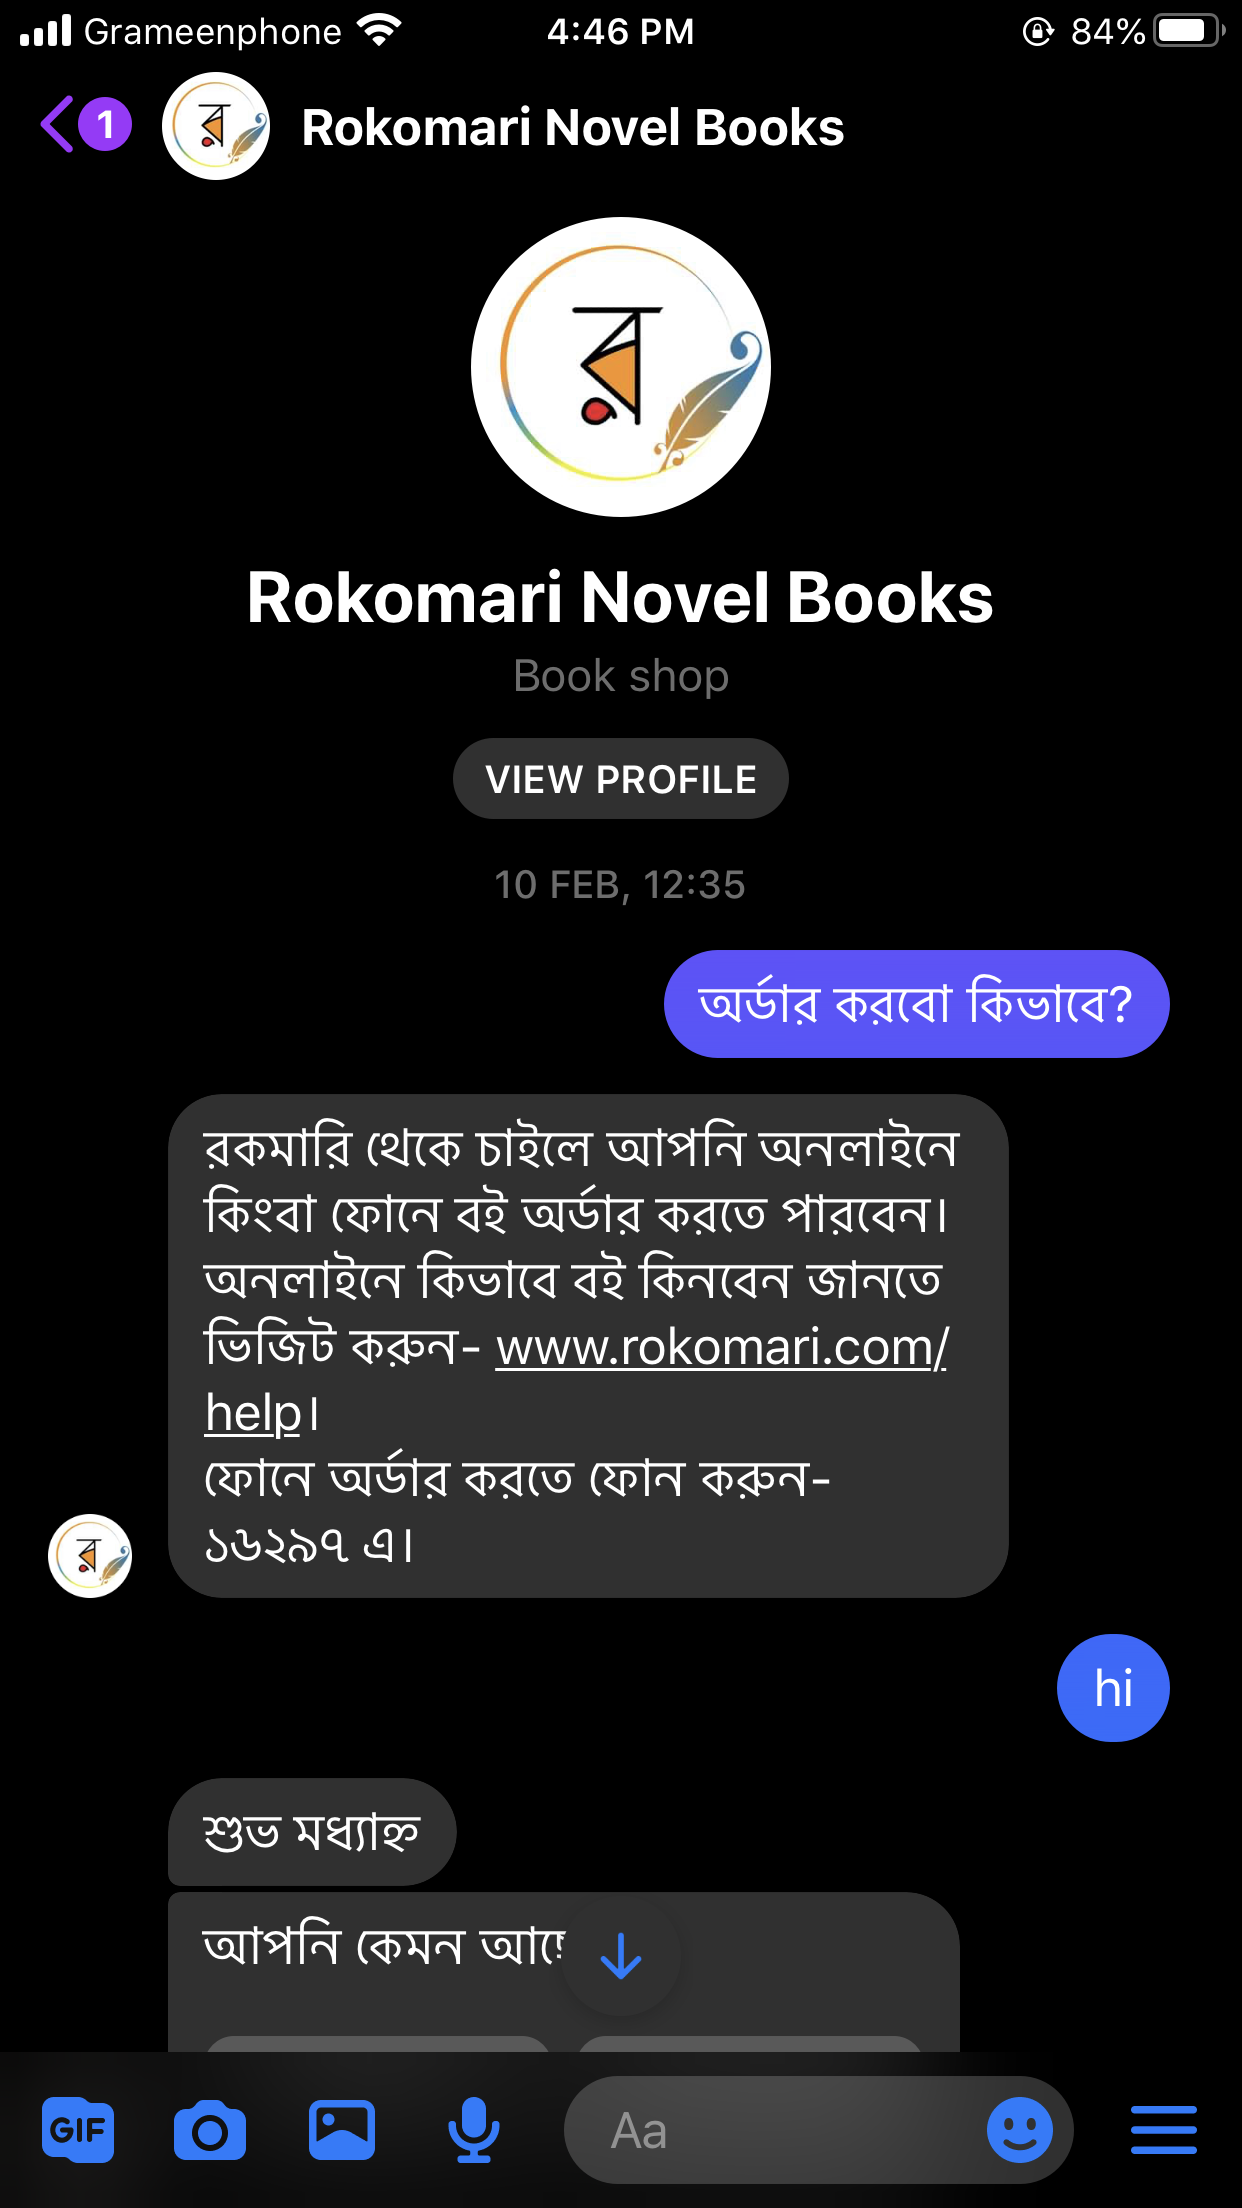 Grameenphone 4:46 PM 84%
1 Rokomari Novel Books
র
Rokomari Novel Books
Book shop
VIEW PROFILE
10 FEB, 12:35
অর্ডার করবো কিভাবে?
রকমারি থেকে চাইলে আপনি অনলাইনে
কিংবা ফোনে বই অর্ডার করতে পারবেন।
অনলাইনে কিভাবে বই কিনবেন জানতে
ভিজিট করুন- www.rokomari.com/
help।
ফোনে অর্ডার করতে ফোন করুন-
১৬২৯৭ এ।
hi
শুভ মধ্যাহ্ন
আপনি কেমন
GIF Aa